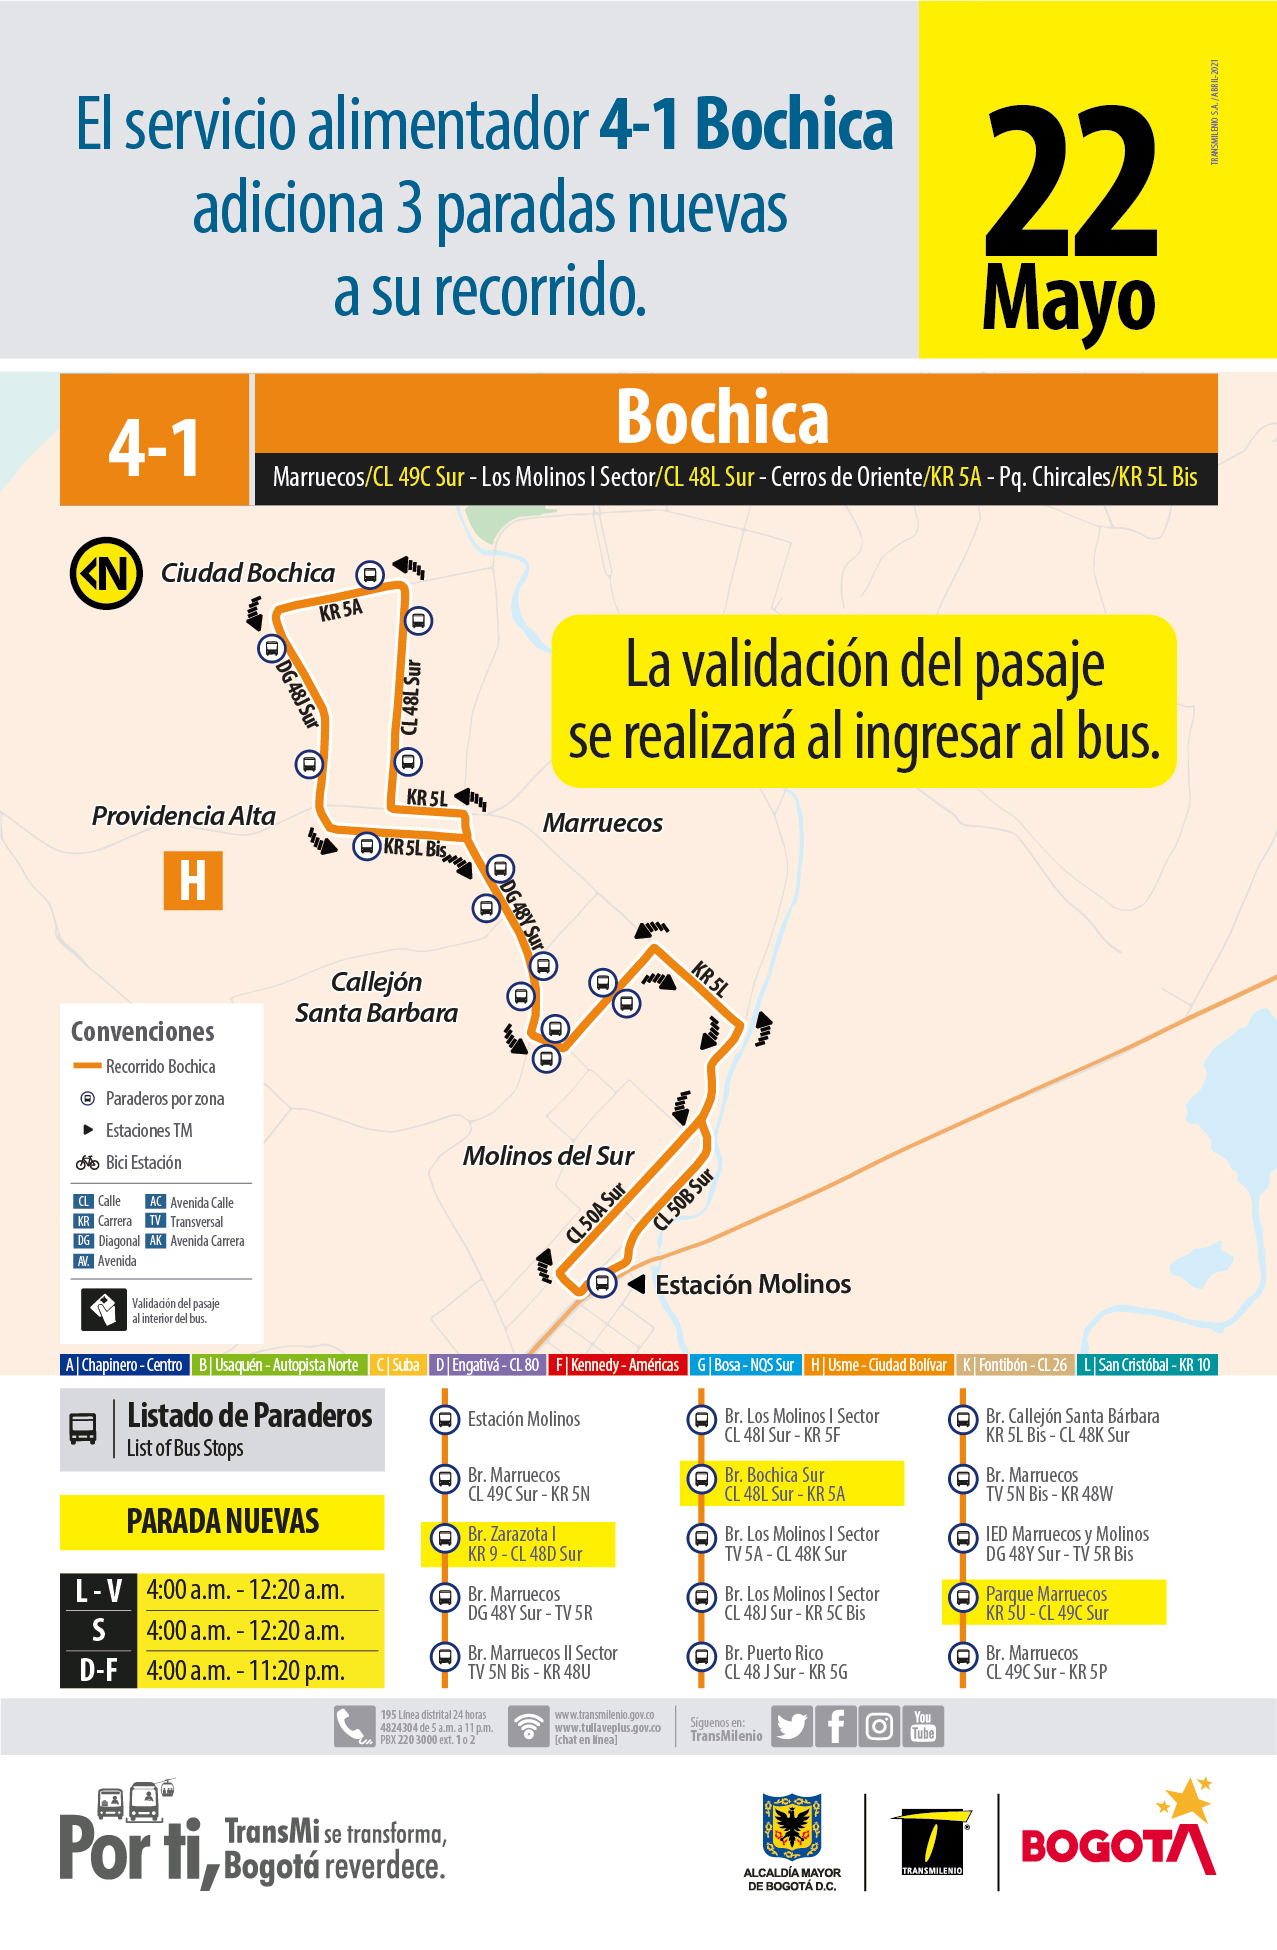 El servicio alimentador 4-1 Bochica
adiciona 3 paradas nuevas
a su recorrido.
22
Mayo
TRANSMILENIO S.A. / ABRIL-2021
4-1
Bochica
Marruecos/CL 49C Sur - Los Molinos I Sector/CL 48L Sur - Cerros de Oriente/KR 5A - Pq. Chircales/KR 5L Bis
N
Ciudad Bochica
KR 5A
DG 48J Sur
CL 48L Sur
La validación del pasaje
se realizará al ingresar al bus.
Providencia Alta
KR 5L
Marruecos
KR 5L Bis
H
DG 48Y Sur
Callejón
Santa Barbara
KR 5L
Molinos del Sur
CL 50A Sur
CL 50B Sur
Estación Molinos
Convenciones
Recorrido Bochica
Paraderos por zona
Estaciones TM
Bici Estación
CL Calle
AC Avenida Calle
KR Carrera
TV Transversal
DG Diagonal
AK Avenida Carrera
AV. Avenida
Validación del pasaje
al interior del bus.
A | Chapinero - Centro
B | Usaquén - Autopista Norte
C | Suba
D | Engativá - CL 80
F | Kennedy - Américas
G | Bosa - NQS Sur
H | Usme - Ciudad Bolívar
K | Fontibón - CL 26
L | San Cristóbal - KR 10
Listado de Paraderos
List of Bus Stops
PARADA NUEVAS
L - V 4:00 a.m. - 12:20 a.m.
S 4:00 a.m. - 12:20 a.m.
D-F 4:00 a.m. - 11:20 p.m.
Estación Molinos
Br. Marruecos
CL 49C Sur - KR 5N
Br. Zarazota I
KR 9 - CL 48D Sur
Br. Marruecos
DG 48Y Sur - TV 5R
Br. Marruecos II Sector
TV 5N Bis - KR 48U
Br. Los Molinos I Sector
CL 48I Sur - KR 5F
Br. Bochica Sur
CL 48L Sur - KR 5A
Br. Los Molinos I Sector
TV 5A - CL 48K Sur
Br. Los Molinos I Sector
CL 48J Sur - KR 5C Bis
Br. Puerto Rico
CL 48 J Sur - KR 5G
Br. Callejón Santa Bárbara
KR 5L Bis - CL 48K Sur
Br. Marruecos
TV 5N Bis - KR 48W
IED Marruecos y Molinos
DG 48Y Sur - TV 5R Bis
Parque Marruecos
KR 5U - CL 49C Sur
Br. Marruecos
CL 49C Sur - KR 5P
195 Línea distrital 24 horas
4824304 de 5 a.m. a 11 p.m.
PBX 220 3000 ext. 1 o 2
www.transmilenio.gov.co
www.tullaveplus.gov.co
[chat en línea]
Síguenos en:
TransMilenio
You
Tube
Por ti,
TransMi se transforma,
Bogotá reverdece.
ALCALDÍA MAYOR
DE BOGOTÁ D.C.
TRANSMILENIO
®
BOGOTÁ